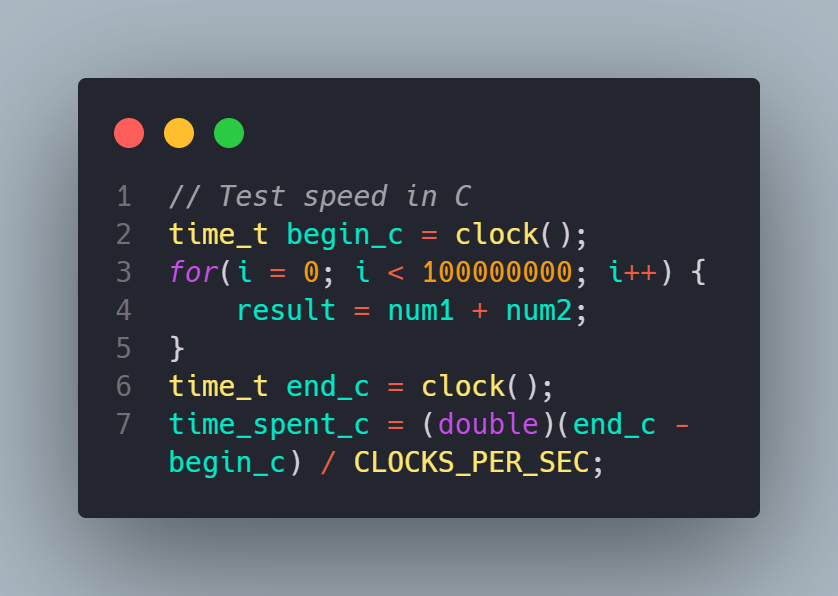 1 // Test speed in C
2 time_t begin_c = clock();
3 for(i = 0; i < 100000000; i++) {
4     result = num1 + num2;
5 }
6 time_t end_c = clock();
7 time_spent_c = (double)(end_c -
begin_c) / CLOCKS_PER_SEC;